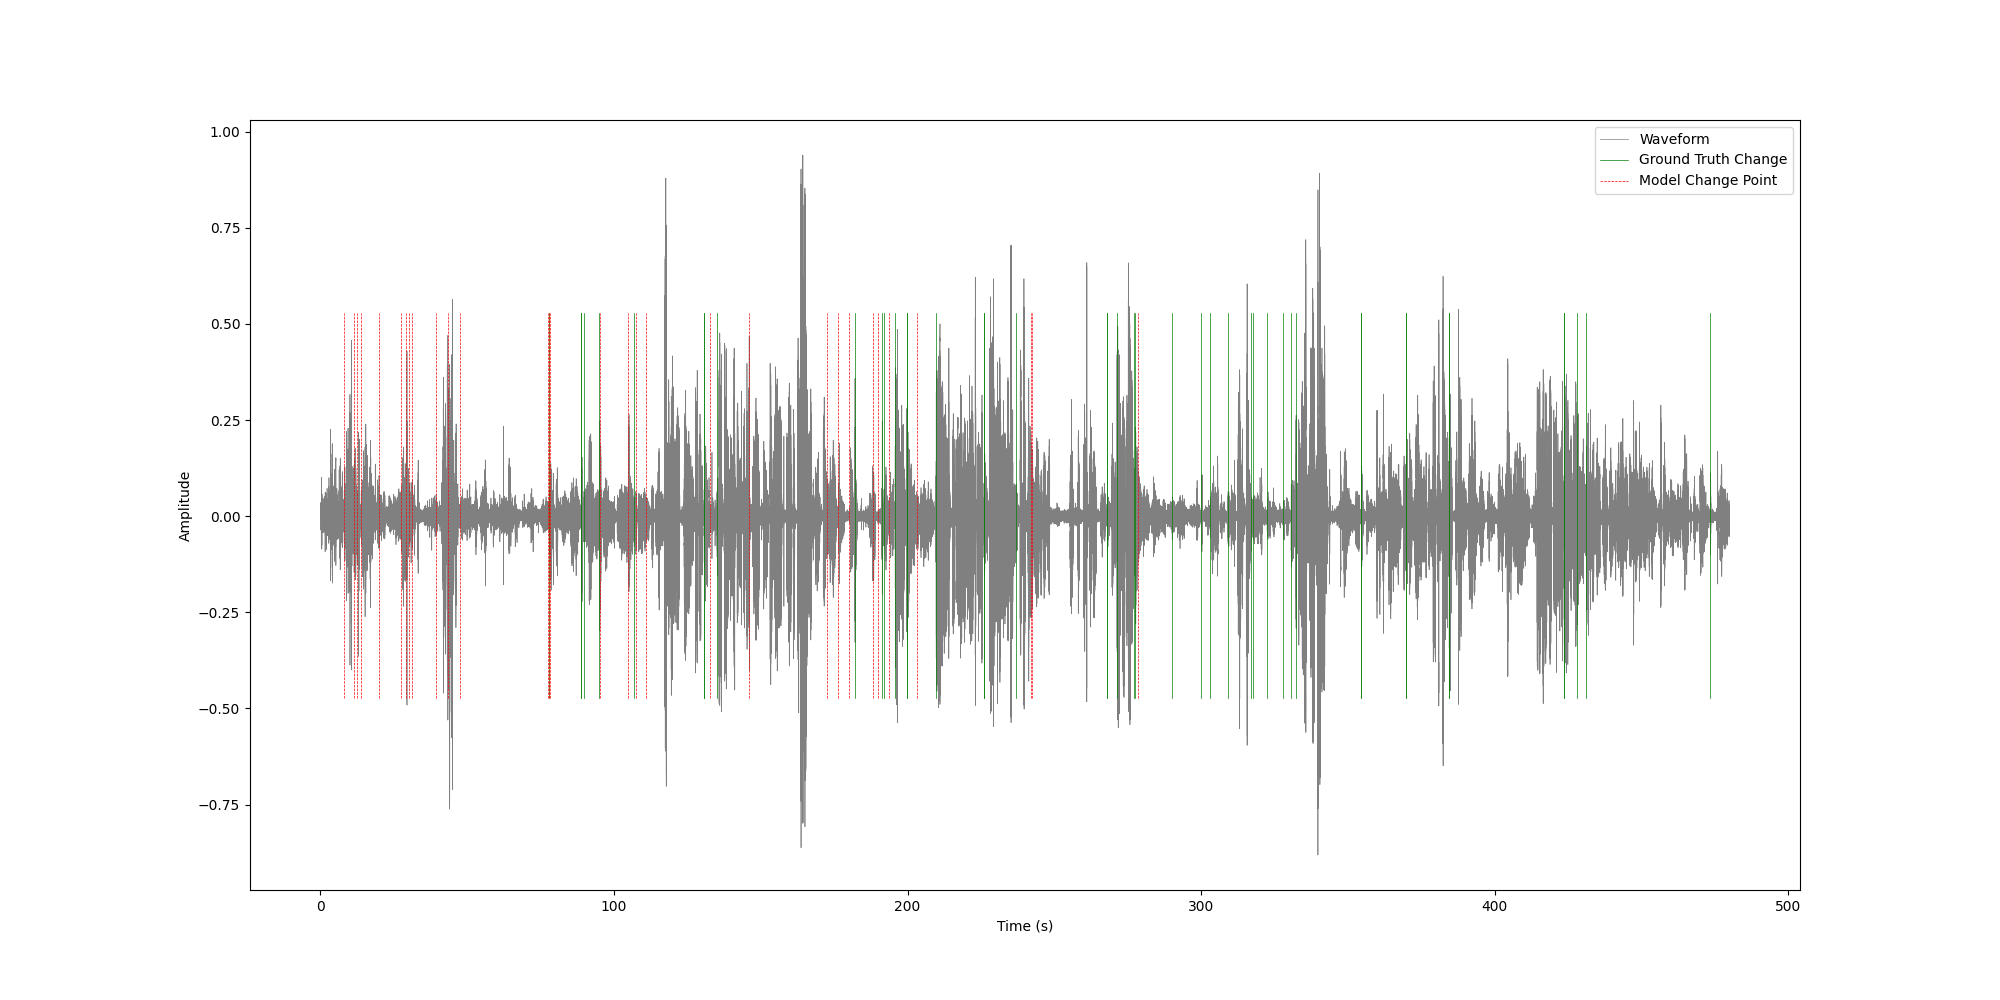 Waveform
Ground Truth Change
Model Change Point
Amplitude
1.00
0.75
0.50
0.25
0.00
−0.25
−0.50
−0.75
0 100 200 300 400 500
Time (s)